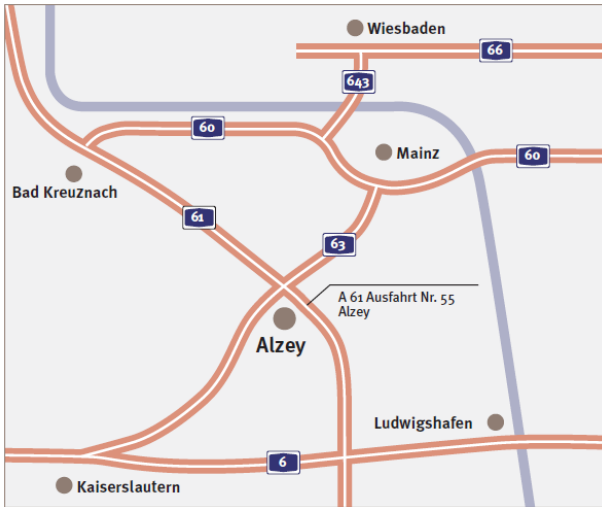 Wiesbaden
66
643
60
Mainz
60
Bad Kreuznach
61
63
A 61 Ausfahrt Nr. 55
Alzey
Alzey
Ludwigshafen
6
Kaiserslautern